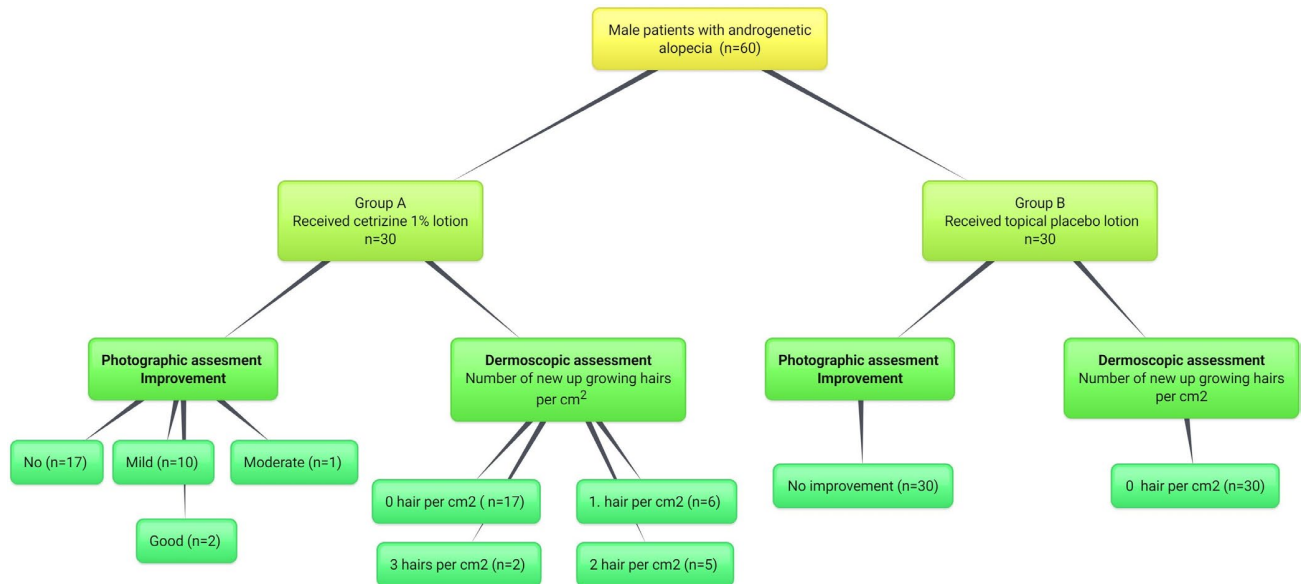 Male patients with androgenetic
alopecia (n=60)
Group A
Received cetrizine 1% lotion
n=30
Group B
Received topical placebo lotion
n=30
Photographic assesment
Improvement
Dermoscopic assessment
Number of new up growing hairs
per cm²
Photographic assesment
Improvement
Dermoscopic assessment
Number of new up growing hairs
per cm2
No (n=17)
Mild (n=10)
Moderate (n=1)
Good (n=2)
0 hair per cm2 ( n=17)
1. hair per cm2 (n=6)
3 hairs per cm2 (n=2)
2 hair per cm2 (n=5)
No improvement (n=30)
0 hair per cm2 (n=30)